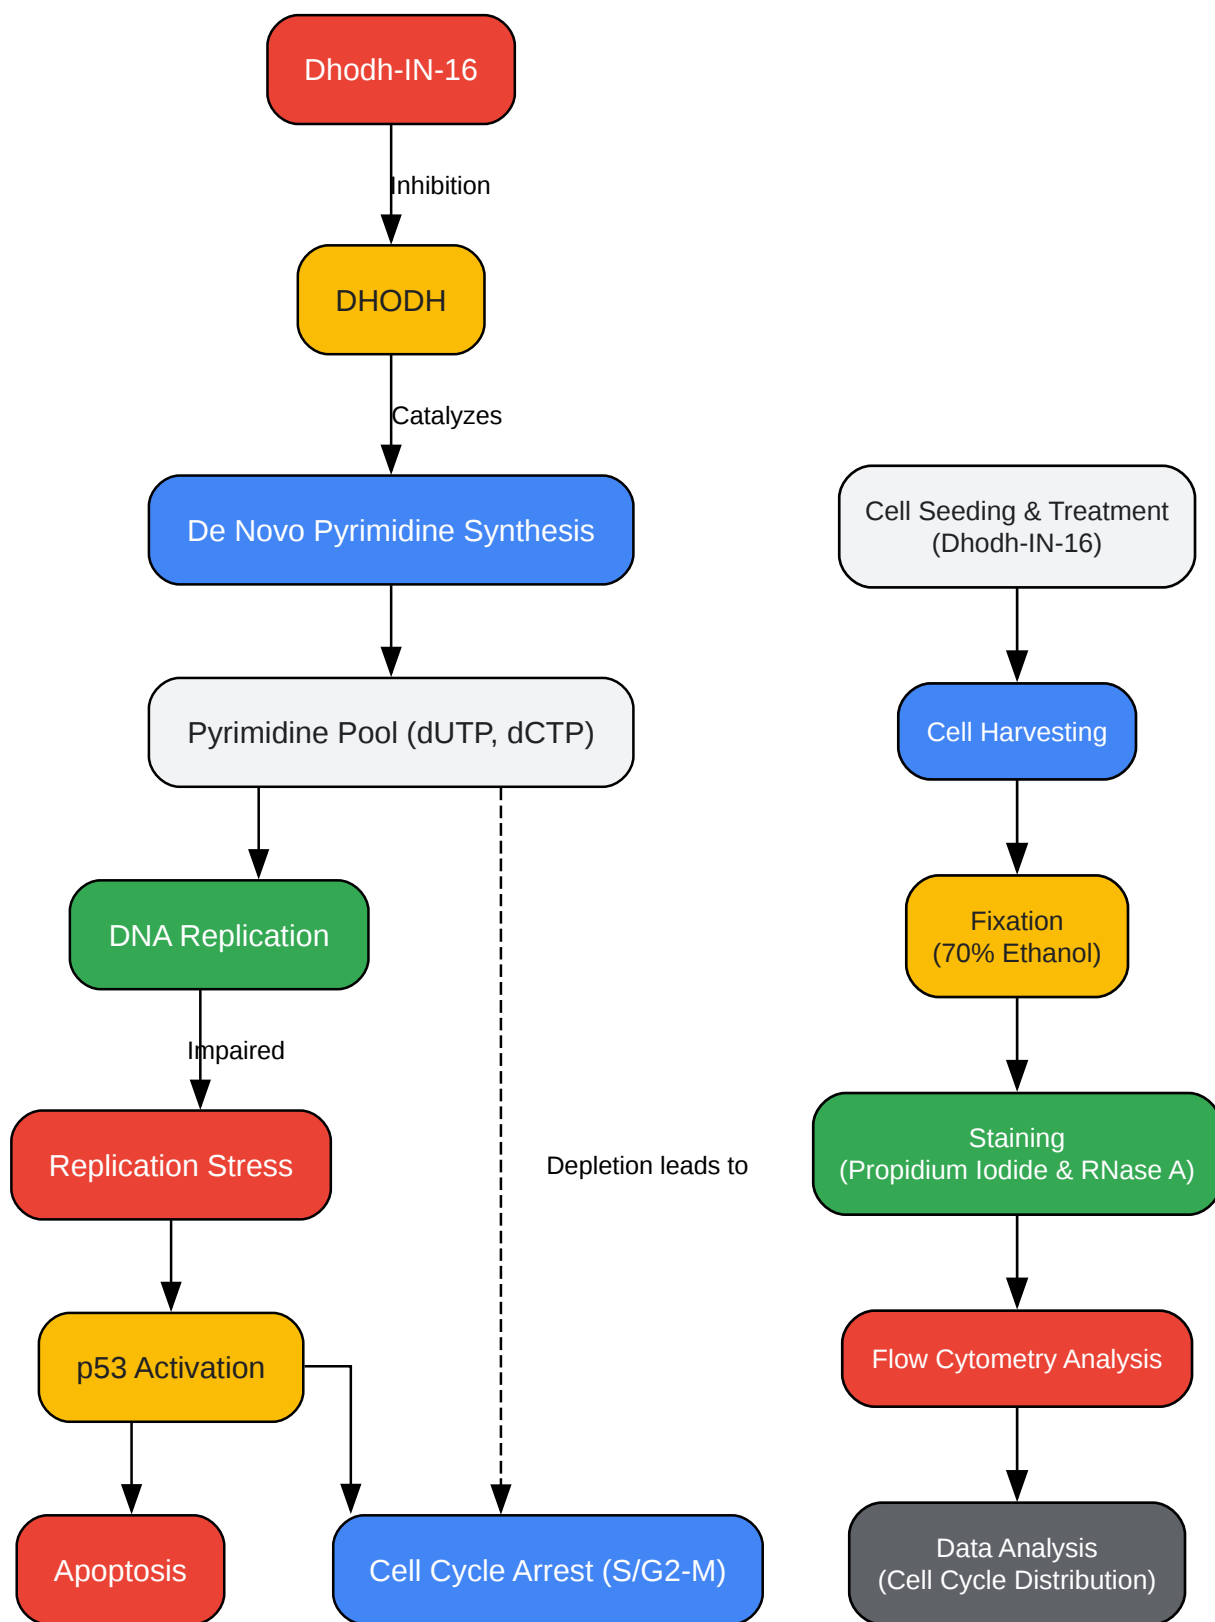 Dhodh-IN-16
Inhibition
DHODH
Catalyzes
De Novo Pyrimidine Synthesis
Pyrimidine Pool (dUTP, dCTP)
DNA Replication
Impaired
Replication Stress
Depletion leads to
p53 Activation
Apoptosis
Cell Cycle Arrest (S/G2-M)
Cell Seeding & Treatment
(Dhodh-IN-16)
Cell Harvesting
Fixation
(70% Ethanol)
Staining
(Propidium Iodide & RNase A)
Flow Cytometry Analysis
Data Analysis
(Cell Cycle Distribution)